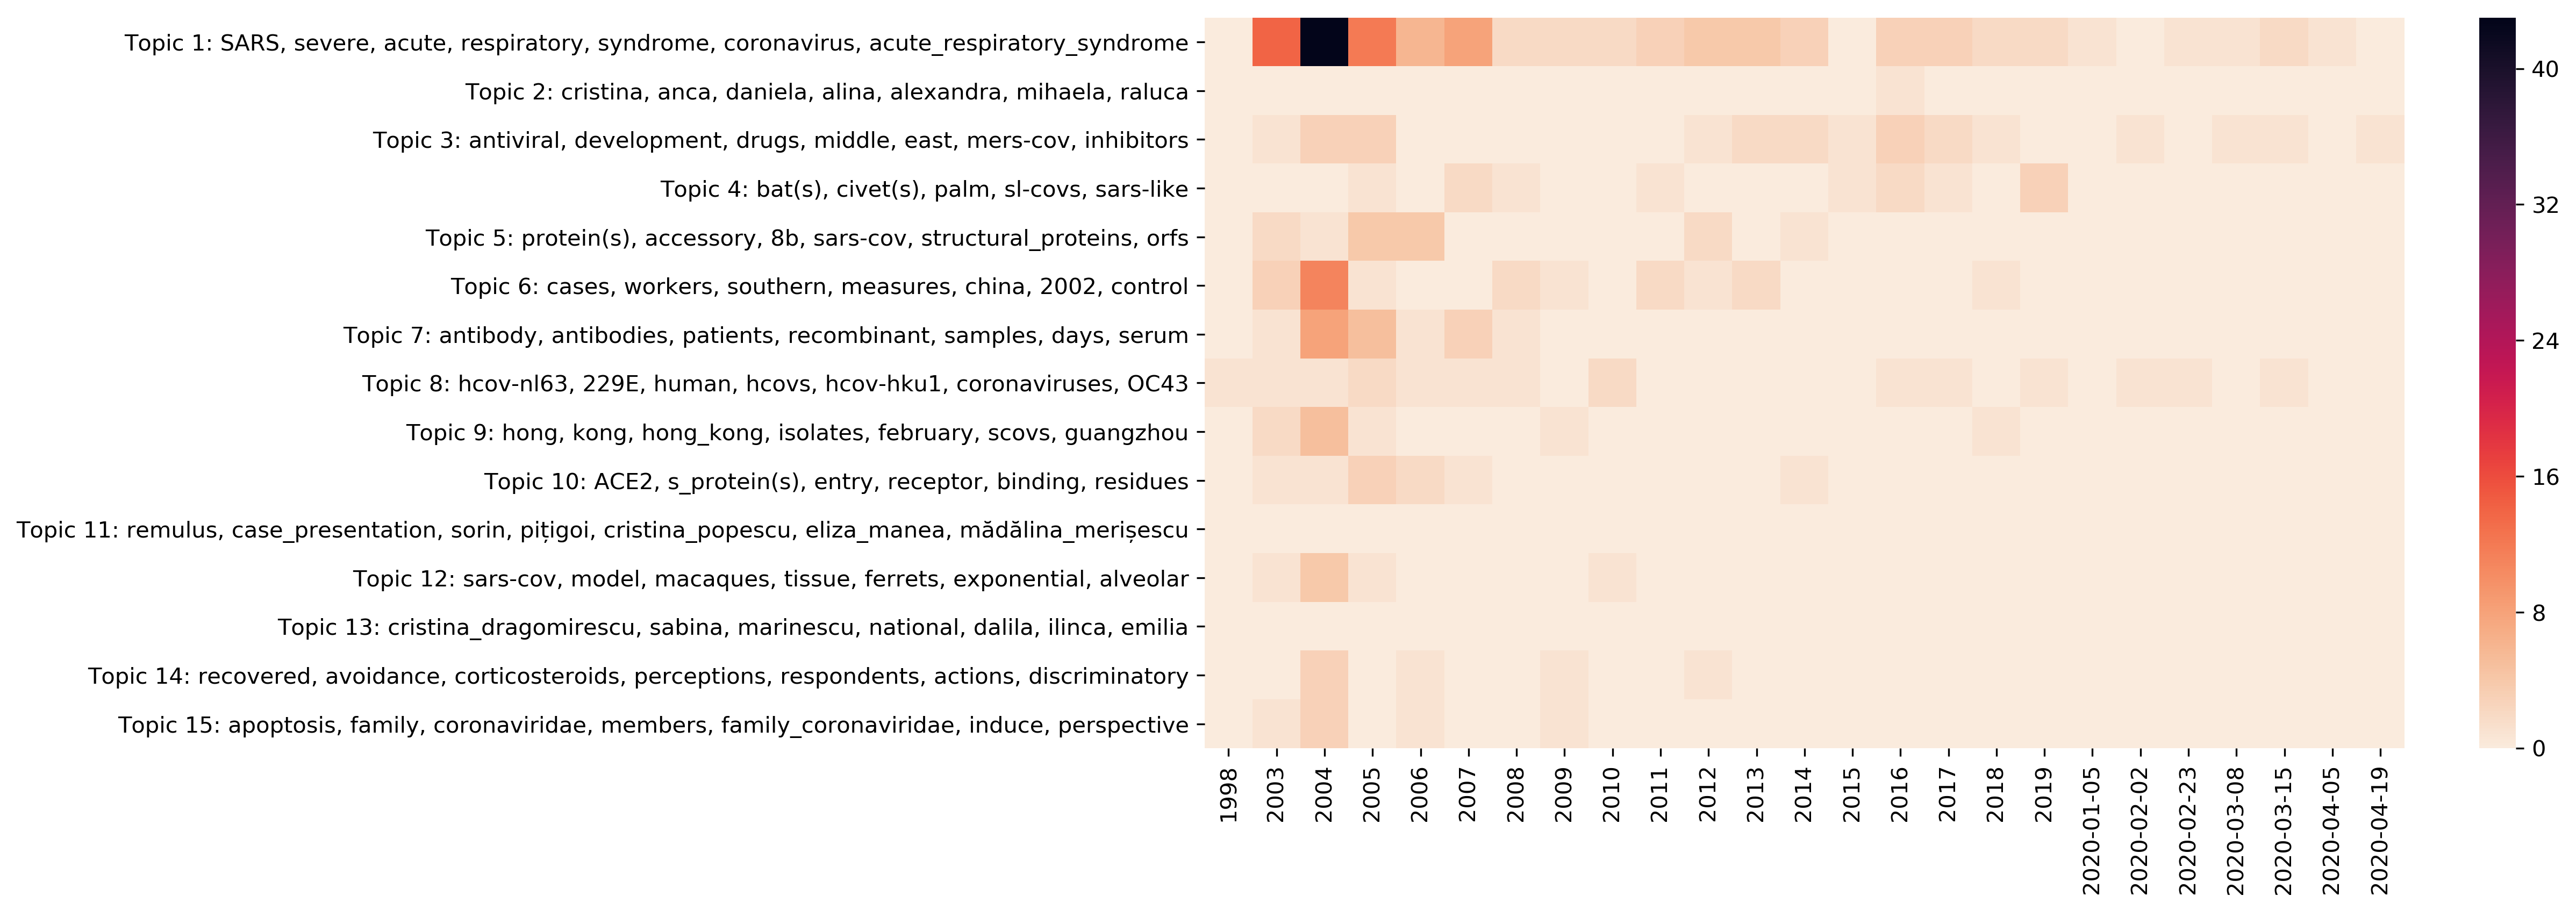 Topic 1: SARS, severe, acute, respiratory, syndrome, coronavirus, acute_respiratory_syndrome
Topic 2: cristina, anca, daniela, alina, alexandra, mihaela, raluca
Topic 3: antiviral, development, drugs, middle, east, mers-cov, inhibitors
Topic 4: bat(s), civet(s), palm, sl-covs, sars-like
Topic 5: protein(s), accessory, 8b, sars-cov, structural_proteins, orfs
Topic 6: cases, workers, southern, measures, china, 2002, control
Topic 7: antibody, antibodies, patients, recombinant, samples, days, serum
Topic 8: hcov-nl63, 229E, human, hcovs, hcov-hku1, coronaviruses, OC43
Topic 9: hong, kong, hong_kong, isolates, february, scovs, guangzhou
Topic 10: ACE2, s_protein(s), entry, receptor, binding, residues
Topic 11: remulus, case_presentation, sorin, pițigoi, cristina_popescu, eliza_manea, mădălina_merișescu
Topic 12: sars-cov, model, macaques, tissue, ferrets, exponential, alveolar
Topic 13: cristina_dragomirescu, sabina, marinescu, national, dalila, ilinca, emilia
Topic 14: recovered, avoidance, corticosteroids, perceptions, respondents, actions, discriminatory
Topic 15: apoptosis, family, coronaviridae, members, family_coronaviridae, induce, perspective
1998
2003
2004
2005
2006
2007
2008
2009
2010
2011
2012
2013
2014
2015
2016
2017
2018
2019
2020-01-05
2020-02-02
2020-02-23
2020-03-08
2020-03-15
2020-04-05
2020-04-19
40
32
24
16
8
0